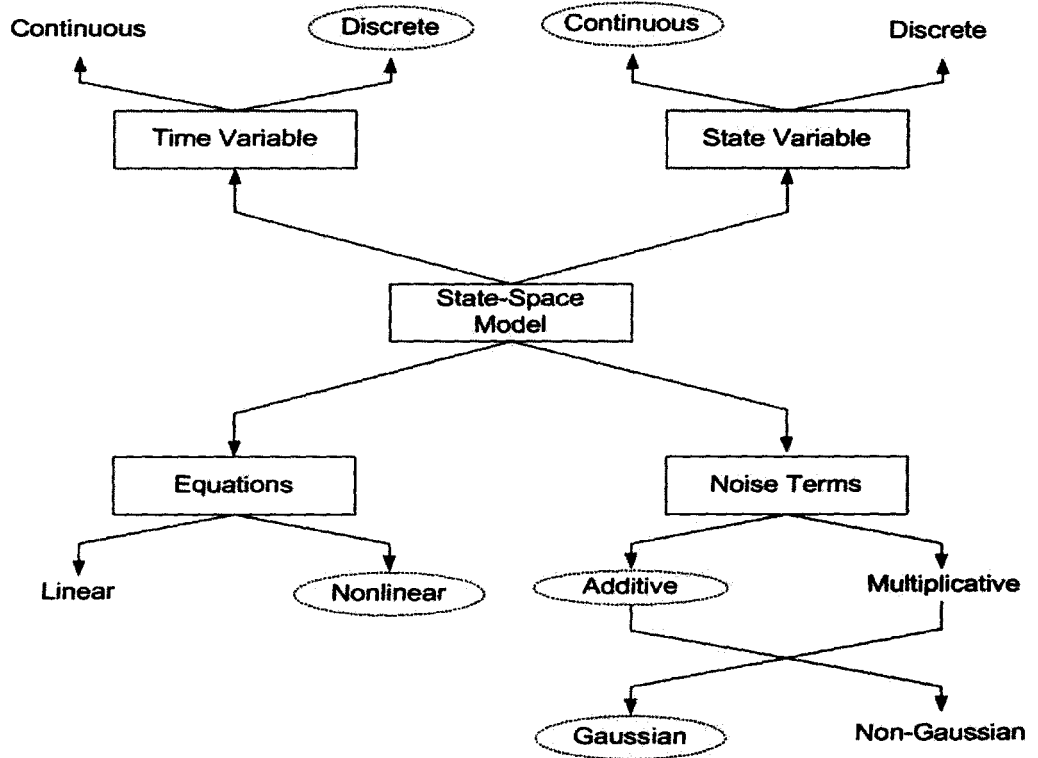 Continuous
Discrete
Continuous
Discrete
Time Variable
State Variable
State-Space
Model
Equations
Noise Terms
Linear
Nonlinear
Additive
Multiplicative
Gaussian
Non-Gaussian